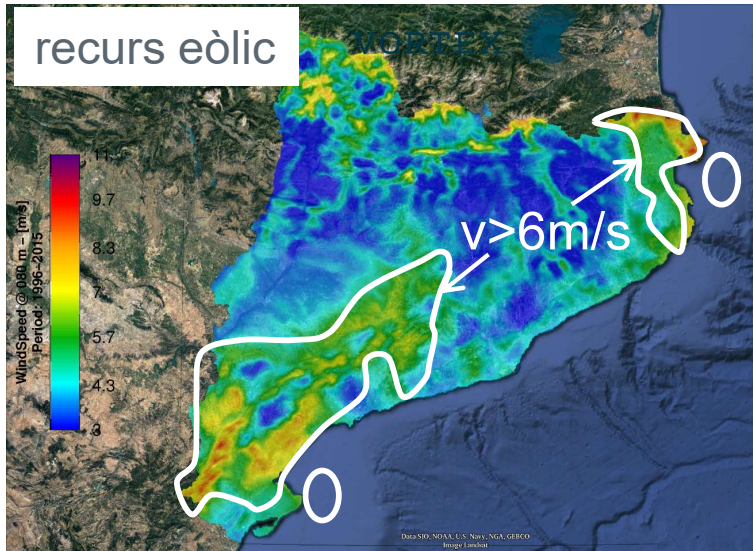 recurs eòlic
VORTEX
11.
9.7
8.3
7
5.7
4.3
3
WindSpeed @ 080 m – [m/s]
Period: 1996-2015
v>6m/s
Data SIO, NOAA, U.S. Navy, NGA, GEBCO
Image Landsat